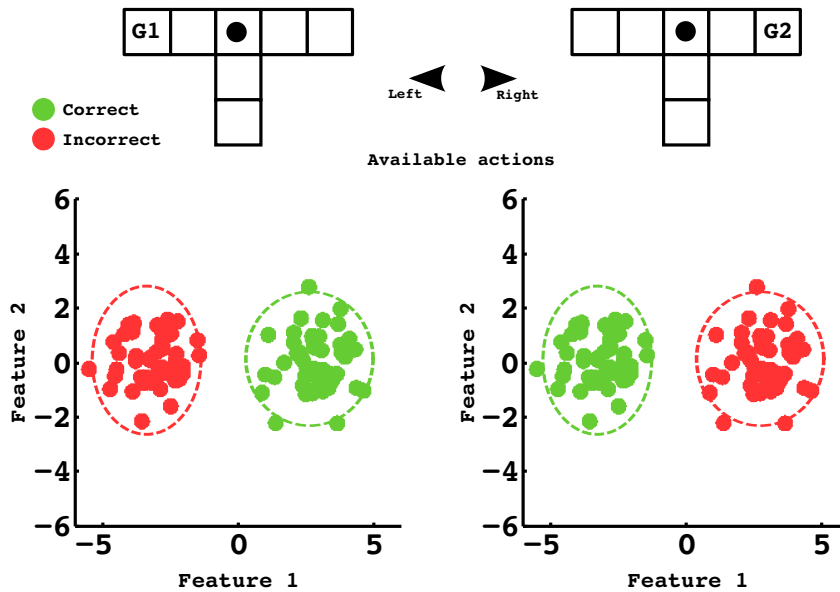 G1
G2
Left
Right
Correct
Incorrect
Available actions
6
4
2
0
−2
−4
−6
−5
0
5
Feature 2
Feature 1
6
4
2
0
−2
−4
−6
−5
0
5
Feature 2
Feature 1